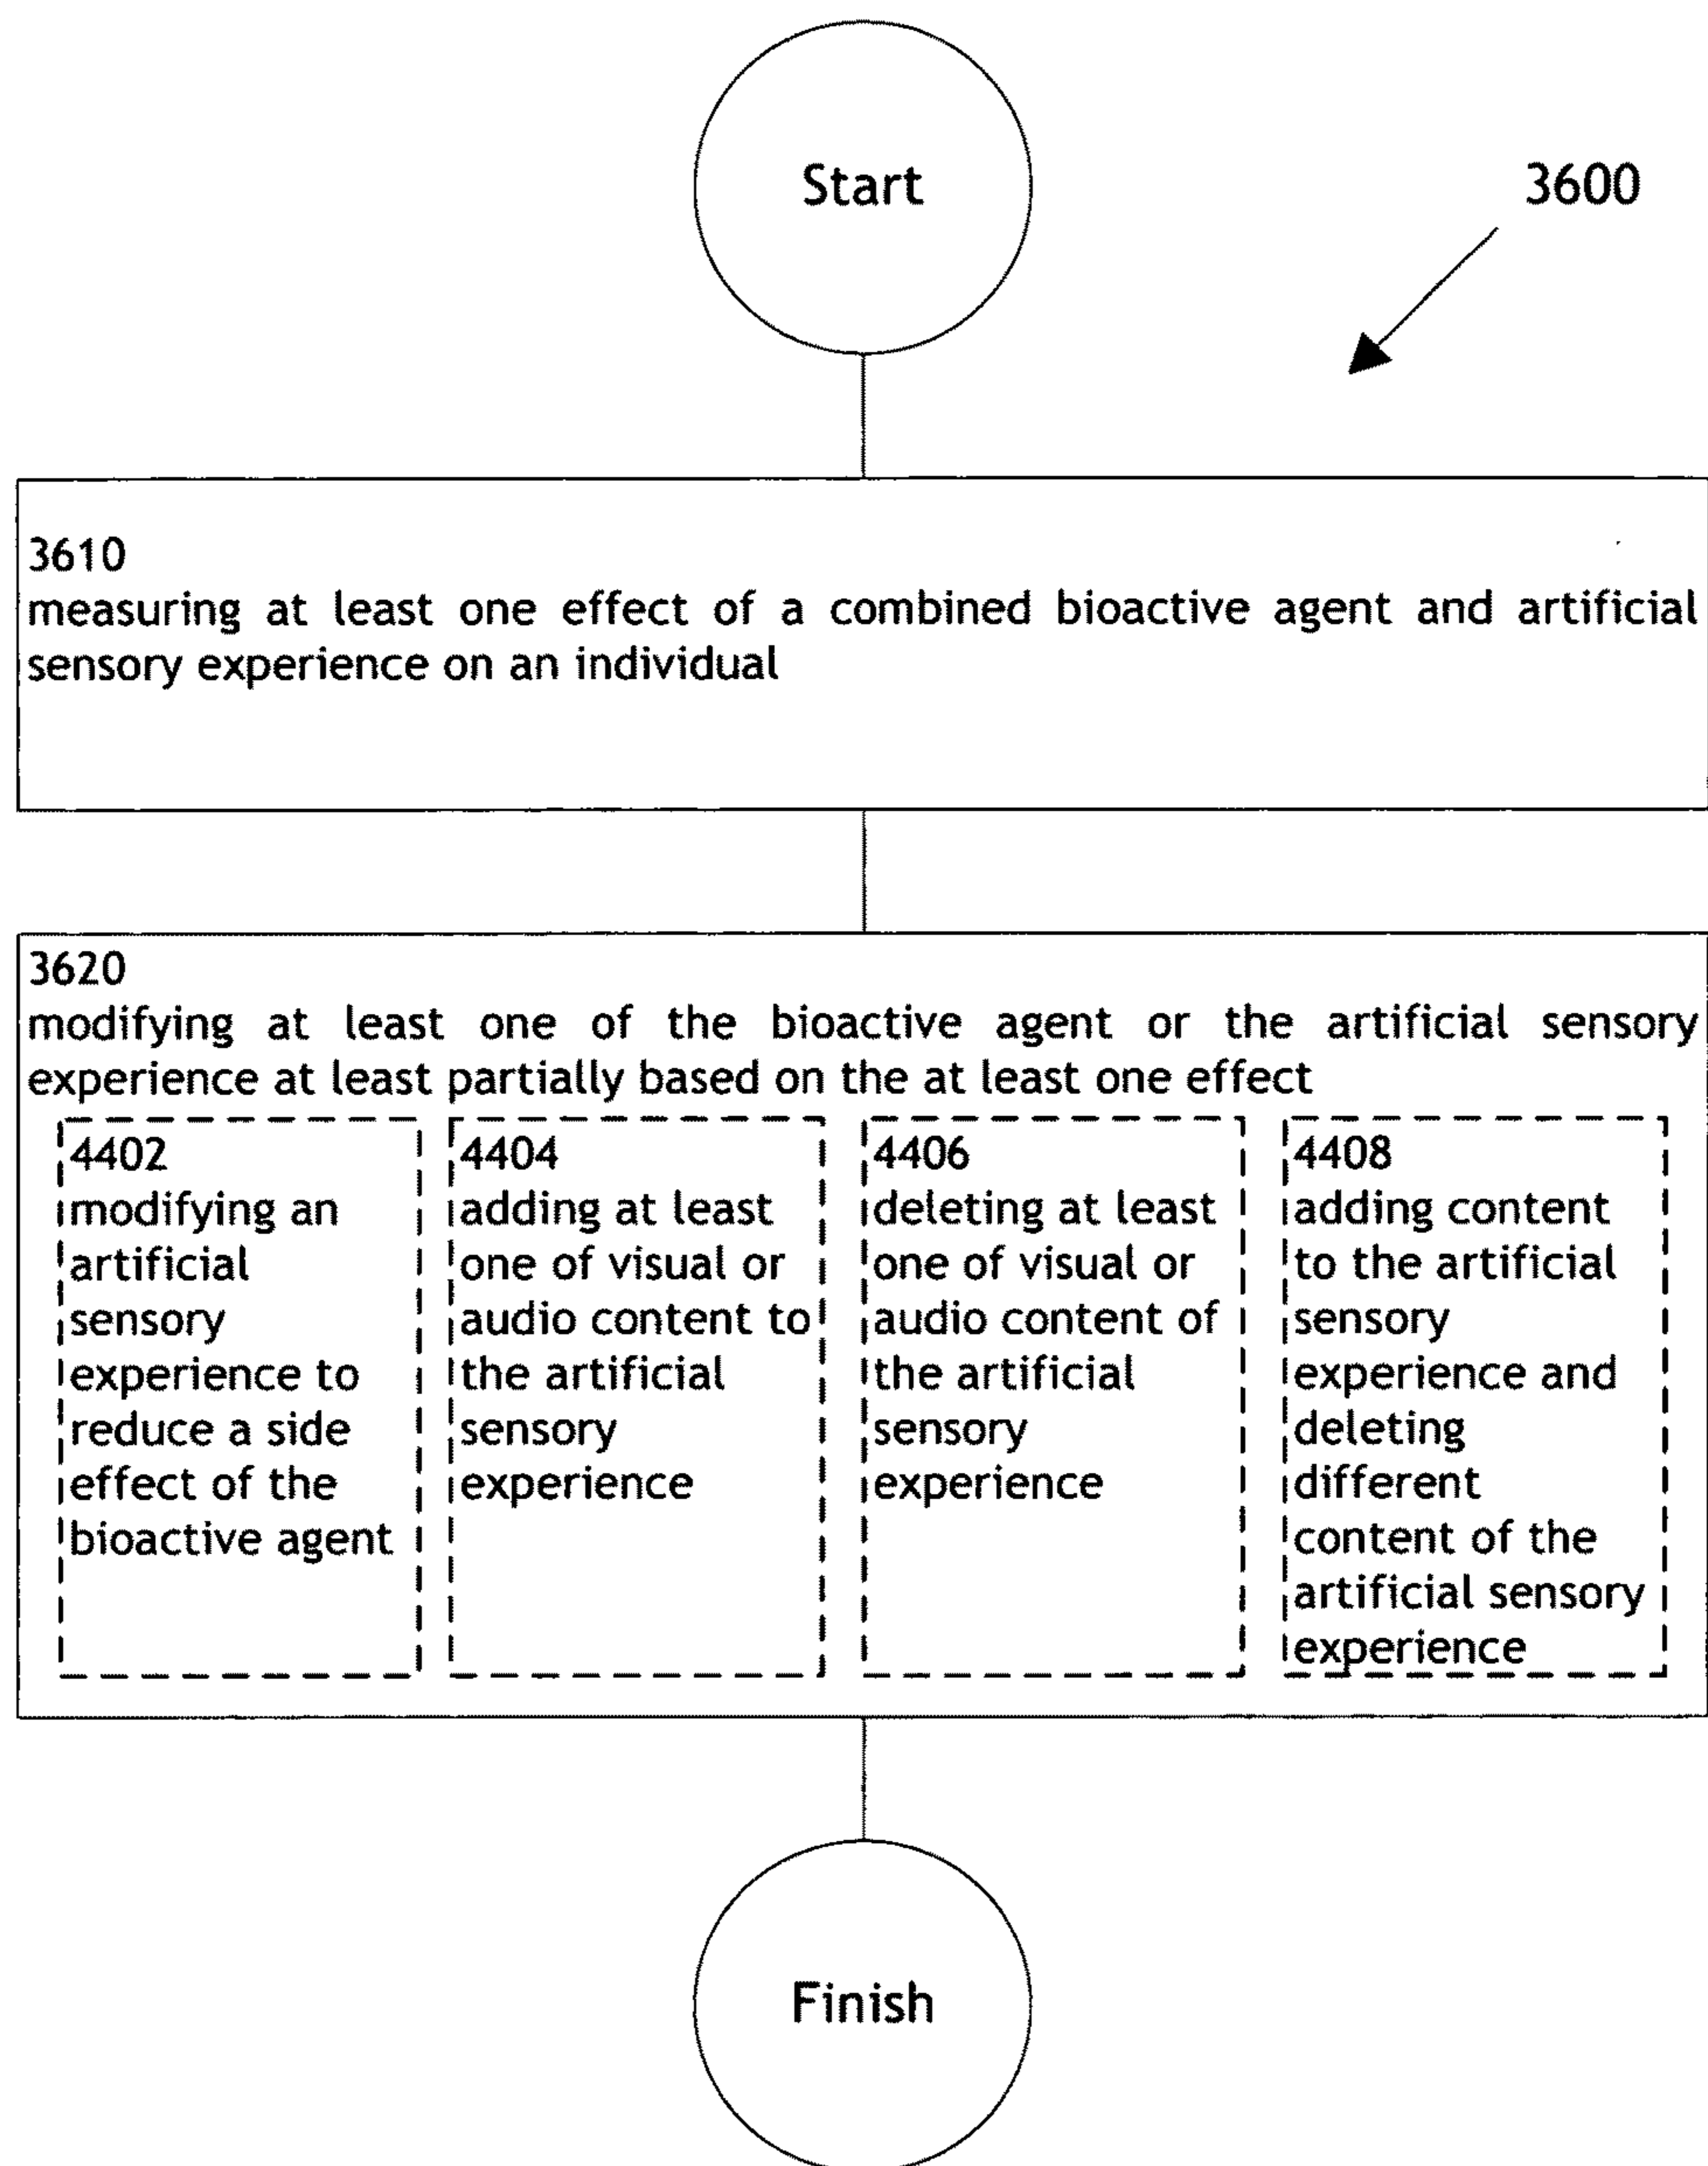 Start
3600
3610
measuring at least one effect of a combined bioactive agent and artificial
sensory experience on an individual
3620
modifying at least one of the bioactive agent or the artificial sensory
experience at least partially based on the at least one effect
4402
modifying an
artificial
sensory
experience to
reduce a side
effect of the
bioactive agent
4404
adding at least
one of visual or
audio content to
the artificial
sensory
experience
4406
deleting at least
one of visual or
audio content of
the artificial
sensory
experience
4408
adding content
to the artificial
sensory
experience and
deleting
different
content of the
artificial sensory
experience
Finish